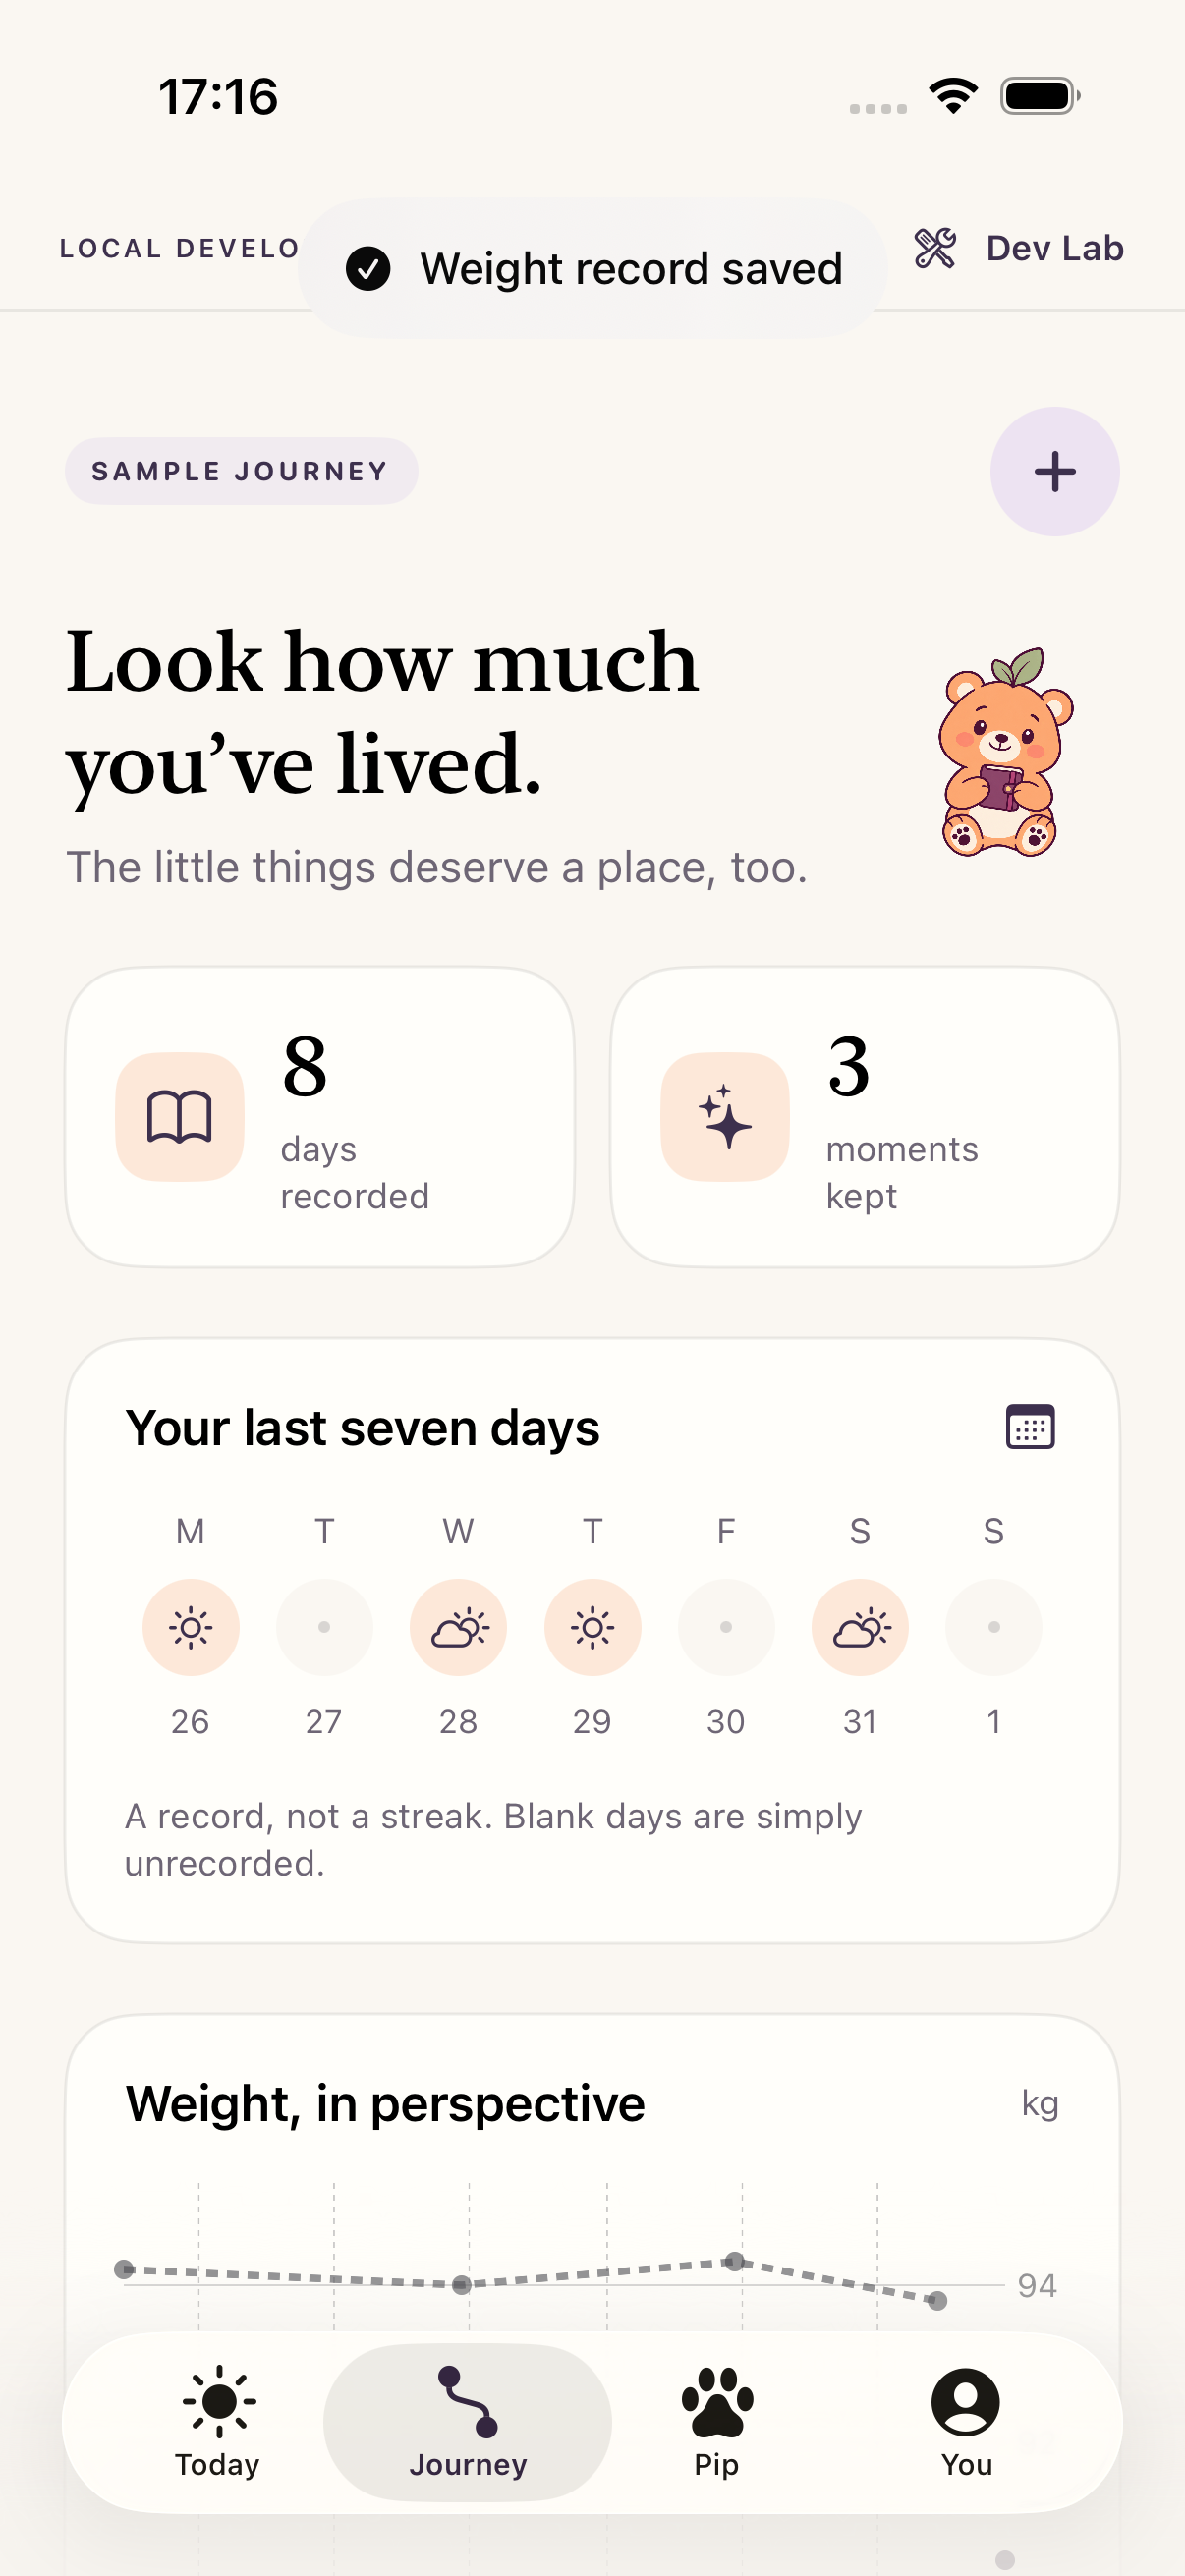 17:16
LOCAL DEVELO
Weight record saved
Dev Lab
SAMPLE JOURNEY
Look how much
you’ve lived.
The little things deserve a place, too.
8
days
recorded
3
moments
kept
Your last seven days
M T W T F S S
26 27 28 29 30 31 1
A record, not a streak. Blank days are simply
unrecorded.
Weight, in perspective
kg
94
Today
Journey
Pip
You